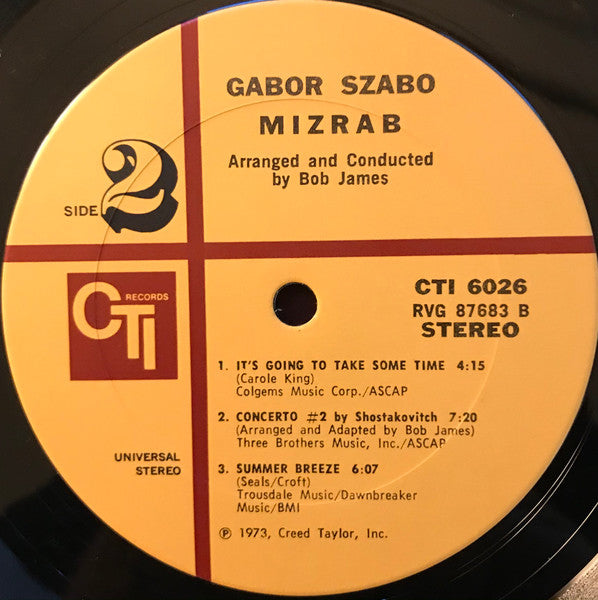 GABOR SZABO
MIZRAB
Arranged and Conducted
by Bob James
SIDE 2
CTI RECORDS
CTI 6026
RVG 87683 B
STEREO
1. IT'S GOING TO TAKE SOME TIME 4:15
(Carole King)
Colgems Music Corp./ASCAP
2. CONCERTO #2 by Shostakovitch 7:20
(Arranged and Adapted by Bob James)
Three Brothers Music, Inc./ASCAP
UNIVERSAL
STEREO
3. SUMMER BREEZE 6:07
(Seals/Croft)
Trousdale Music/Dawnbreaker
Music/BMI
℗ 1973, Creed Taylor, Inc.